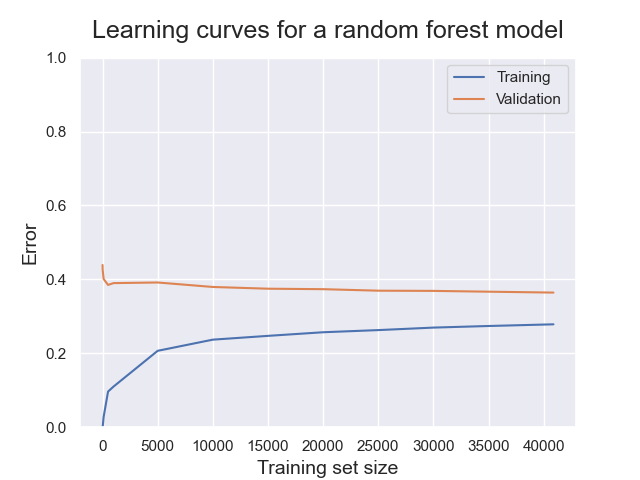 Learning curves for a random forest model
1.0
Training
Validation
0.8
0.6
Error
0.4
0.2
0.0
0 5000 10000 15000 20000 25000 30000 35000 40000
Training set size